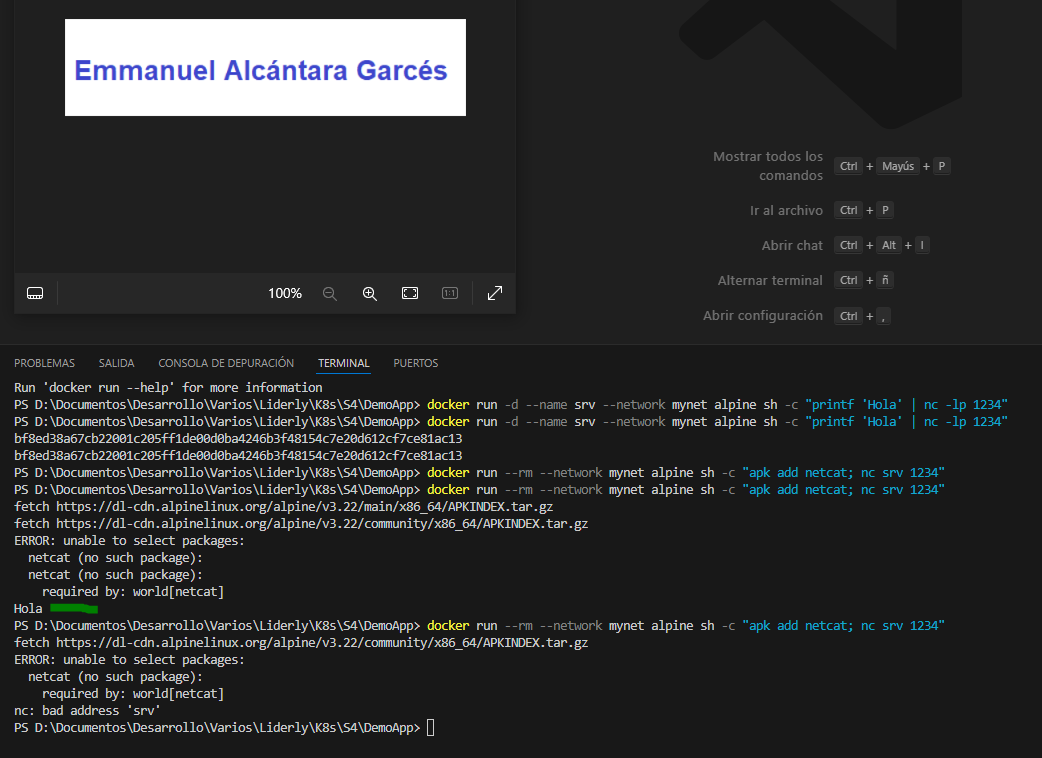 Emmanuel Alcántara Garcés
Mostrar todos los
comandos
Ctrl + Mayús + P
Ir al archivo Ctrl + P
Abrir chat Ctrl + Alt + I
Alternar terminal Ctrl + ñ
100% 1:1
Abrir configuración Ctrl + ,
PROBLEMAS SALIDA CONSOLA DE DEPURACIÓN TERMINAL PUERTOS
Run 'docker run --help' for more information
PS D:\Documentos\Desarrollo\Varios\Liderly\K8s\S4\DemoApp> docker run -d --name srv --network mynet alpine sh -c "printf 'Hola' | nc -lp 1234"
PS D:\Documentos\Desarrollo\Varios\Liderly\K8s\S4\DemoApp> docker run -d --name srv --network mynet alpine sh -c "printf 'Hola' | nc -lp 1234"
bf8ed38a67cb22001c205ff1de00d0ba4246b3f48154c7e20d612cf7ce81ac13
bf8ed38a67cb22001c205ff1de00d0ba4246b3f48154c7e20d612cf7ce81ac13
PS D:\Documentos\Desarrollo\Varios\Liderly\K8s\S4\DemoApp> docker run --rm --network mynet alpine sh -c "apk add netcat; nc srv 1234"
PS D:\Documentos\Desarrollo\Varios\Liderly\K8s\S4\DemoApp> docker run --rm --network mynet alpine sh -c "apk add netcat; nc srv 1234"
fetch https://dl-cdn.alpinelinux.org/alpine/v3.22/main/x86_64/APKINDEX.tar.gz
fetch https://dl-cdn.alpinelinux.org/alpine/v3.22/community/x86_64/APKINDEX.tar.gz
ERROR: unable to select packages:
netcat (no such package):
netcat (no such package):
required by: world[netcat]
Hola
PS D:\Documentos\Desarrollo\Varios\Liderly\K8s\S4\DemoApp> docker run --rm --network mynet alpine sh -c "apk add netcat; nc srv 1234"
fetch https://dl-cdn.alpinelinux.org/alpine/v3.22/community/x86_64/APKINDEX.tar.gz
ERROR: unable to select packages:
netcat (no such package):
required by: world[netcat]
nc: bad address 'srv'
PS D:\Documentos\Desarrollo\Varios\Liderly\K8s\S4\DemoApp>